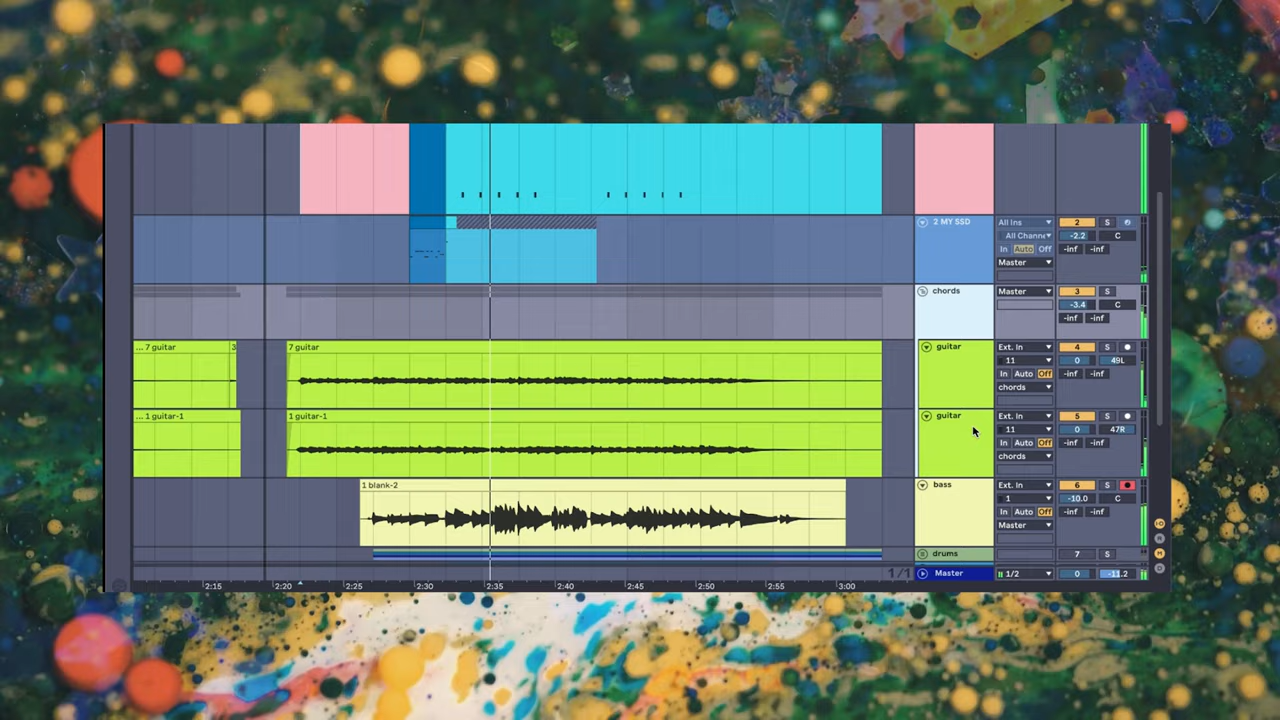 2 MY SSD
All Ins
2
S
All Channe
-2.2
C
In Auto Off
-inf -inf
Master
chords
Master
3
S
-3.4
C
-inf -inf
... 7 guitar
3
7 guitar
guitar
Ext. In
4
S
11
0
49L
In Auto Off
-inf -inf
chords
... 1 guitar-1
1 guitar-1
guitar
Ext. In
5
S
11
0
47R
In Auto Off
-inf -inf
chords
1 blank-2
bass
Ext. In
6
S
1
-10.0
C
In Auto Off
-inf -inf
Master
drums
7
S
1/1
Master
1/2
0
-11.2
2:15 2:20 2:25 2:30 2:35 2:40 2:45 2:50 2:55 3:00